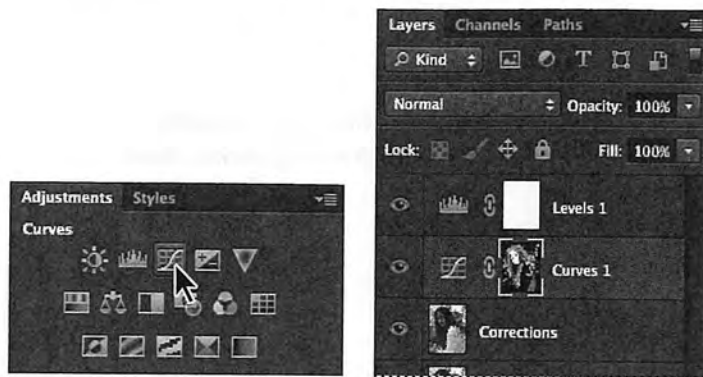 Adjustments Styles
Curves
Layers Channels Paths
Kind
Normal Opacity: 100%
Lock: Fill: 100%
Levels 1
Curves 1
Corrections